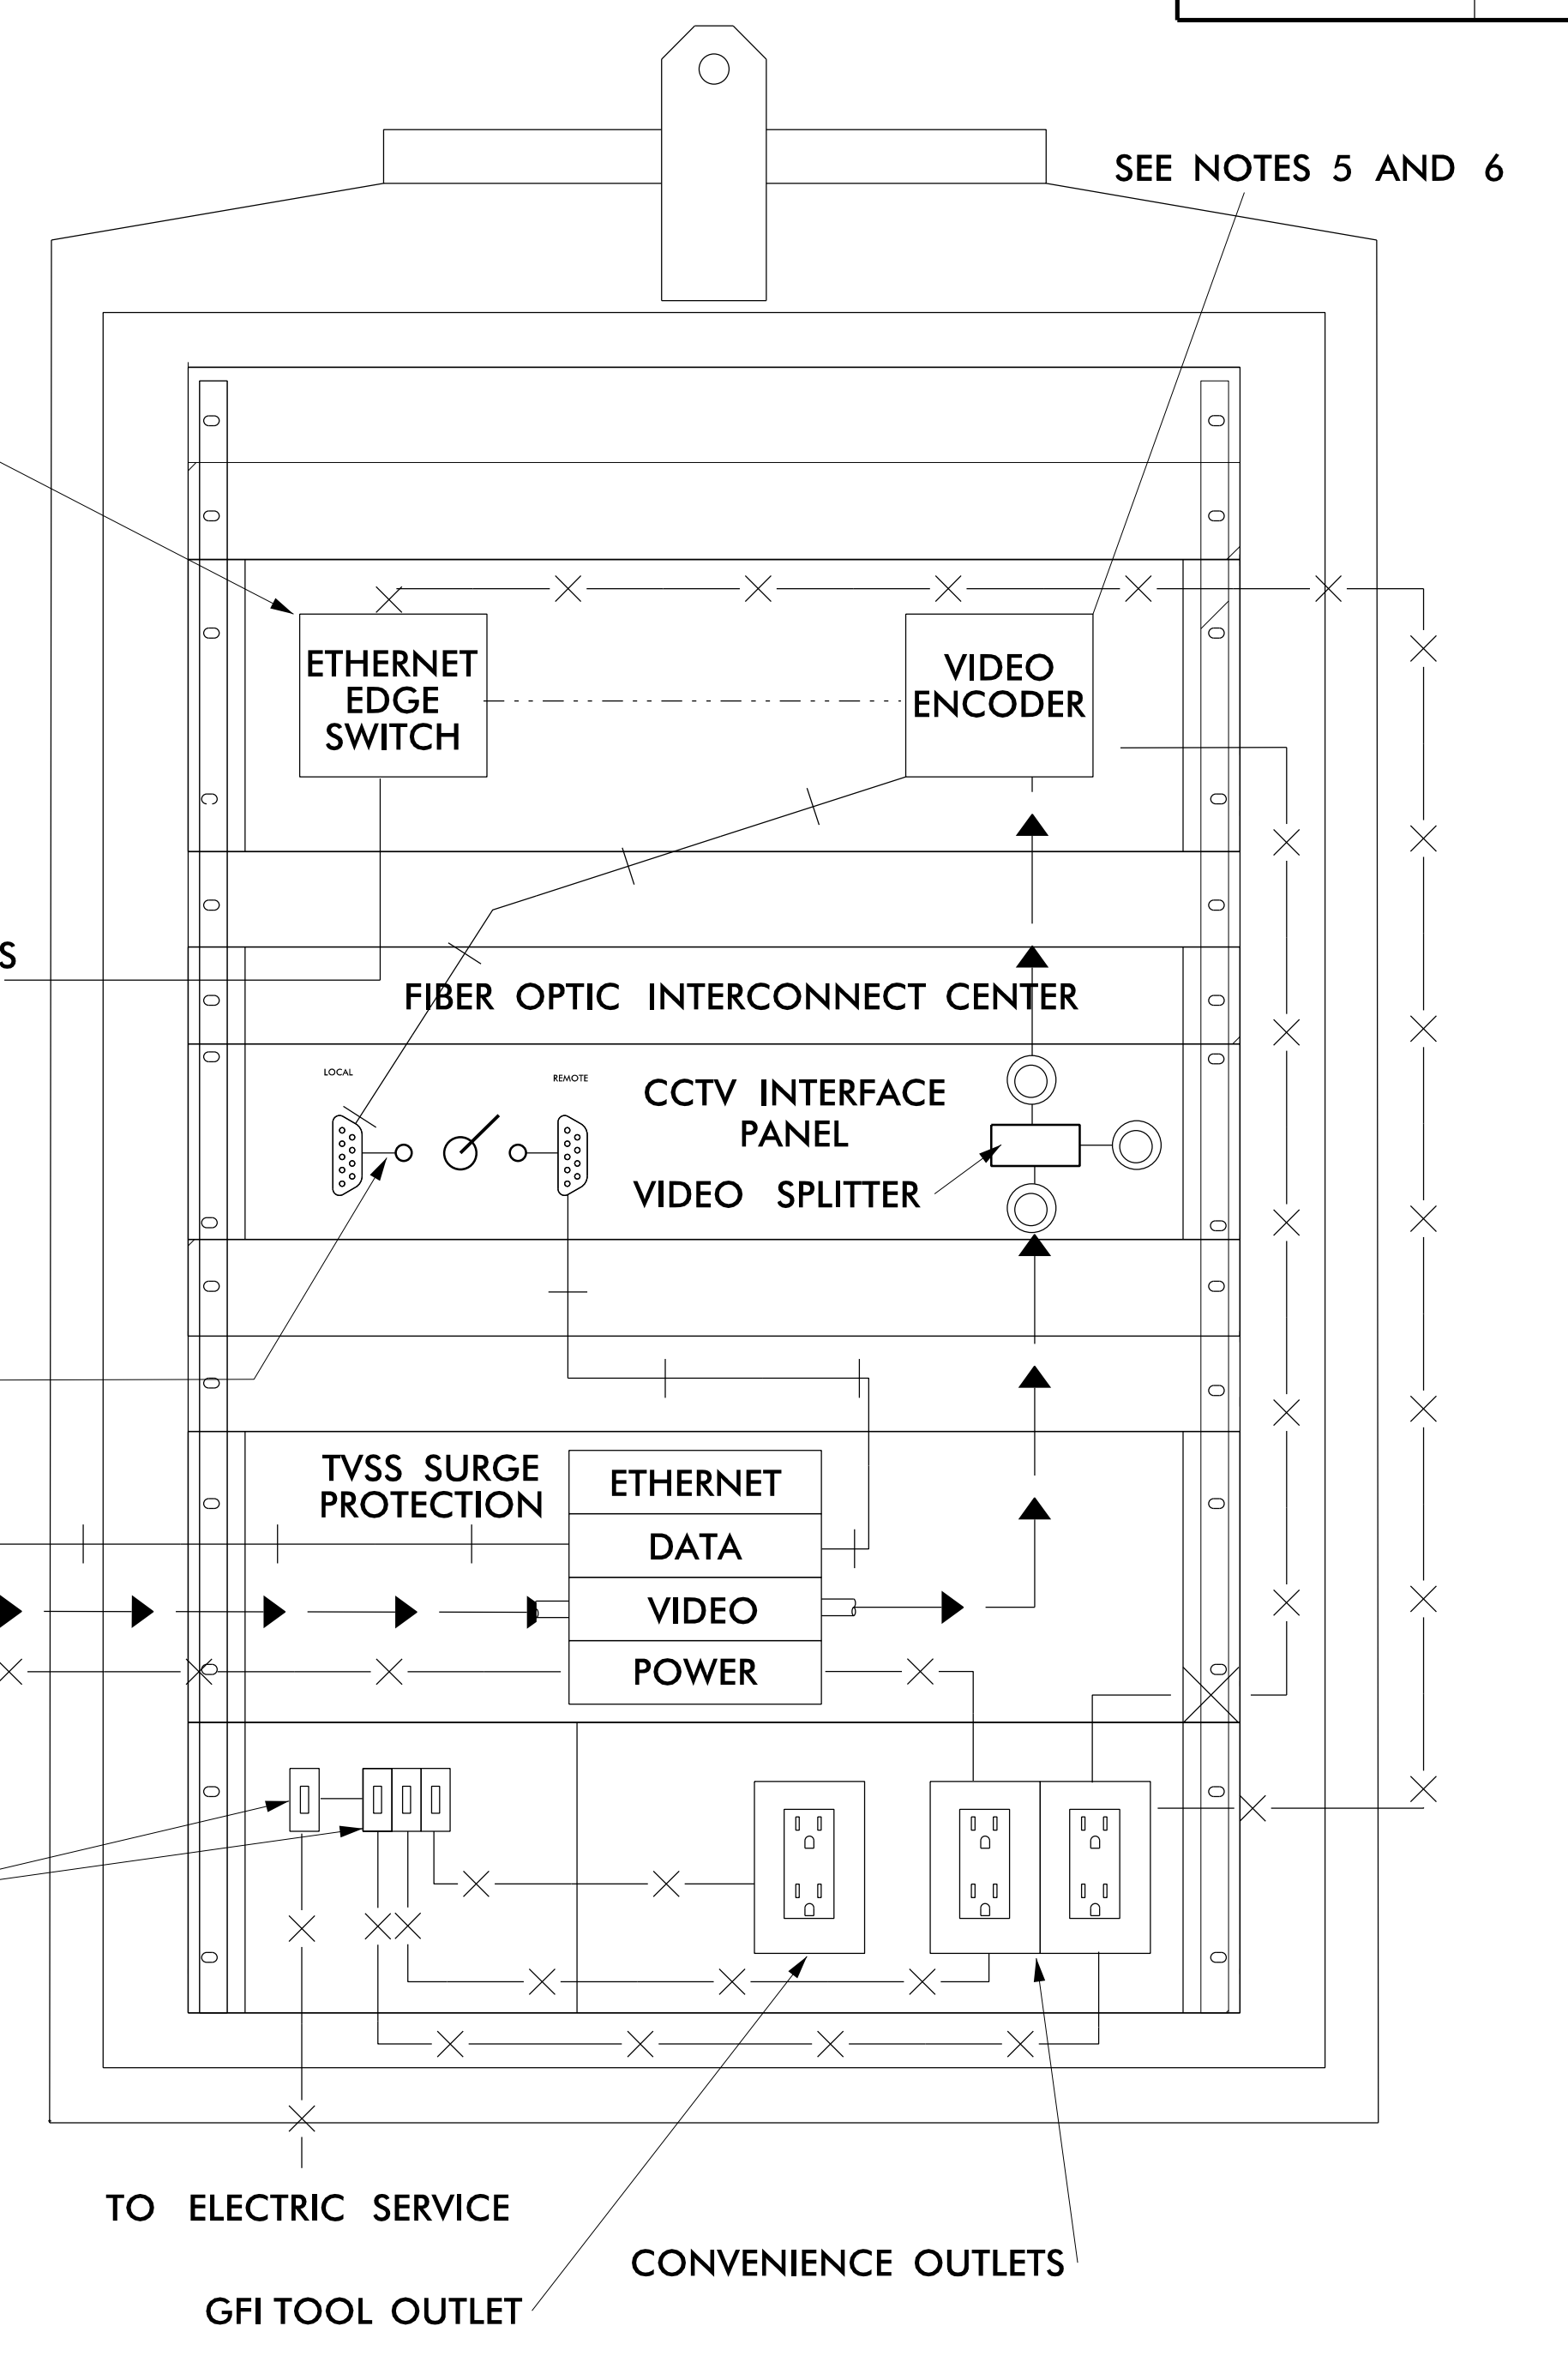 SEE NOTES 5 AND 6
ETHERNET
EDGE
SWITCH
VIDEO
ENCODER
S
FIBER OPTIC INTERCONNECT CENTER
LOCAL
REMOTE
CCTV INTERFACE
PANEL
VIDEO SPLITTER
TVSS SURGE
PROTECTION
ETHERNET
DATA
VIDEO
POWER
TO ELECTRIC SERVICE
CONVENIENCE OUTLETS
GFI TOOL OUTLET